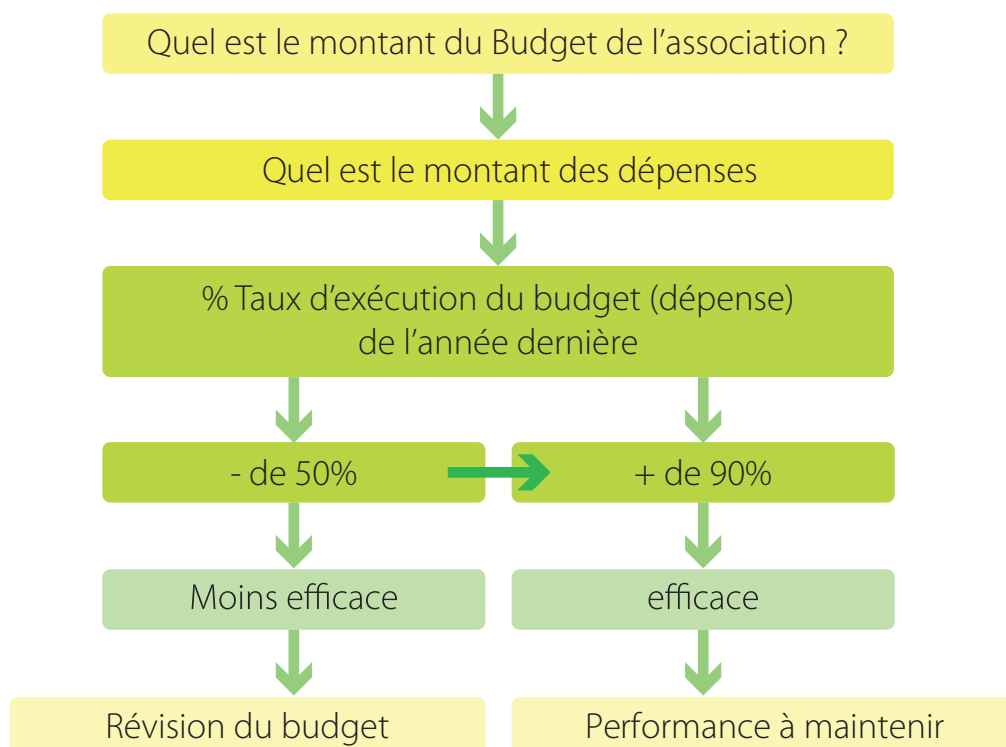 Quel est le montant du Budget de l’association ?
Quel est le montant des dépenses
% Taux d’exécution du budget (dépense)
de l’année dernière
- de 50%
+ de 90%
Moins efficace
efficace
Révision du budget
Performance à maintenir